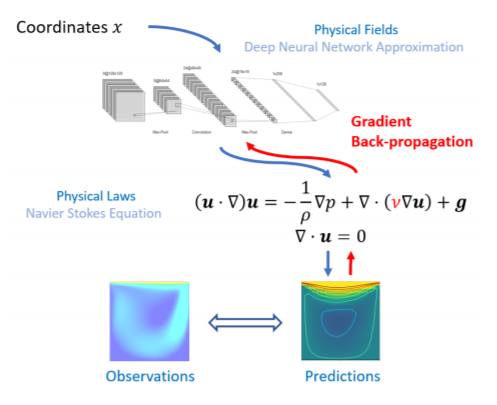 Coordinates x
Physical Fields
Deep Neural Network Approximation
Max-Pool
Convolution
Max-Pool
Dense
Gradient
Back-propagation
Physical Laws
Navier Stokes Equation
(u · ∇)u = −1/ρ ∇p + ∇ · (ν∇u) + g
∇ · u = 0
Observations
Predictions